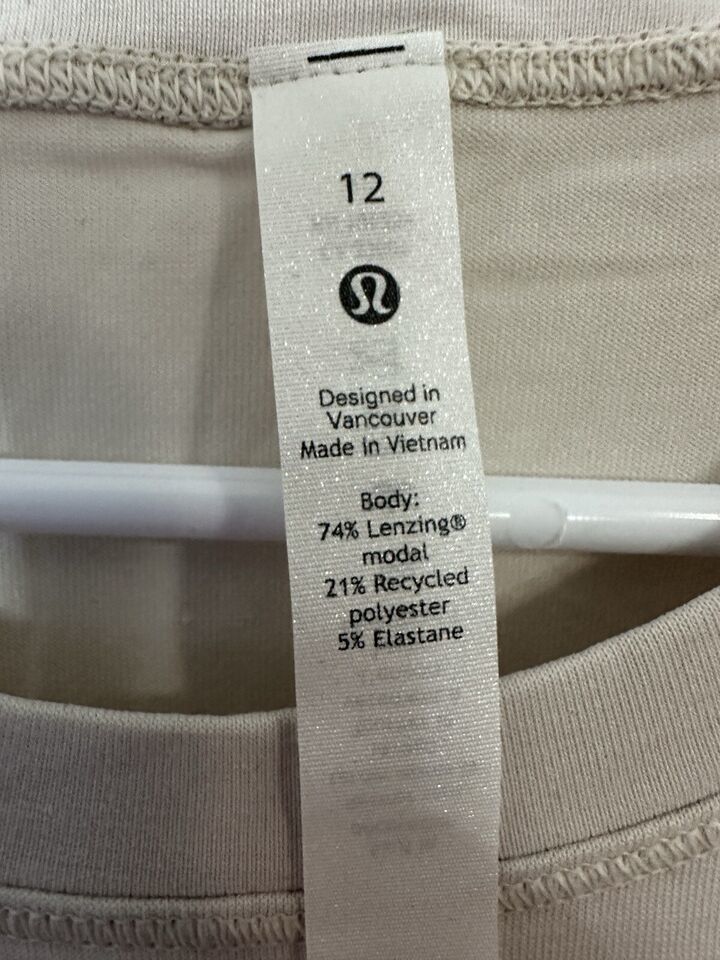 12
Designed in
Vancouver
Made in Vietnam
Body:
74% Lenzing®
modal
21% Recycled
polyester
5% Elastane